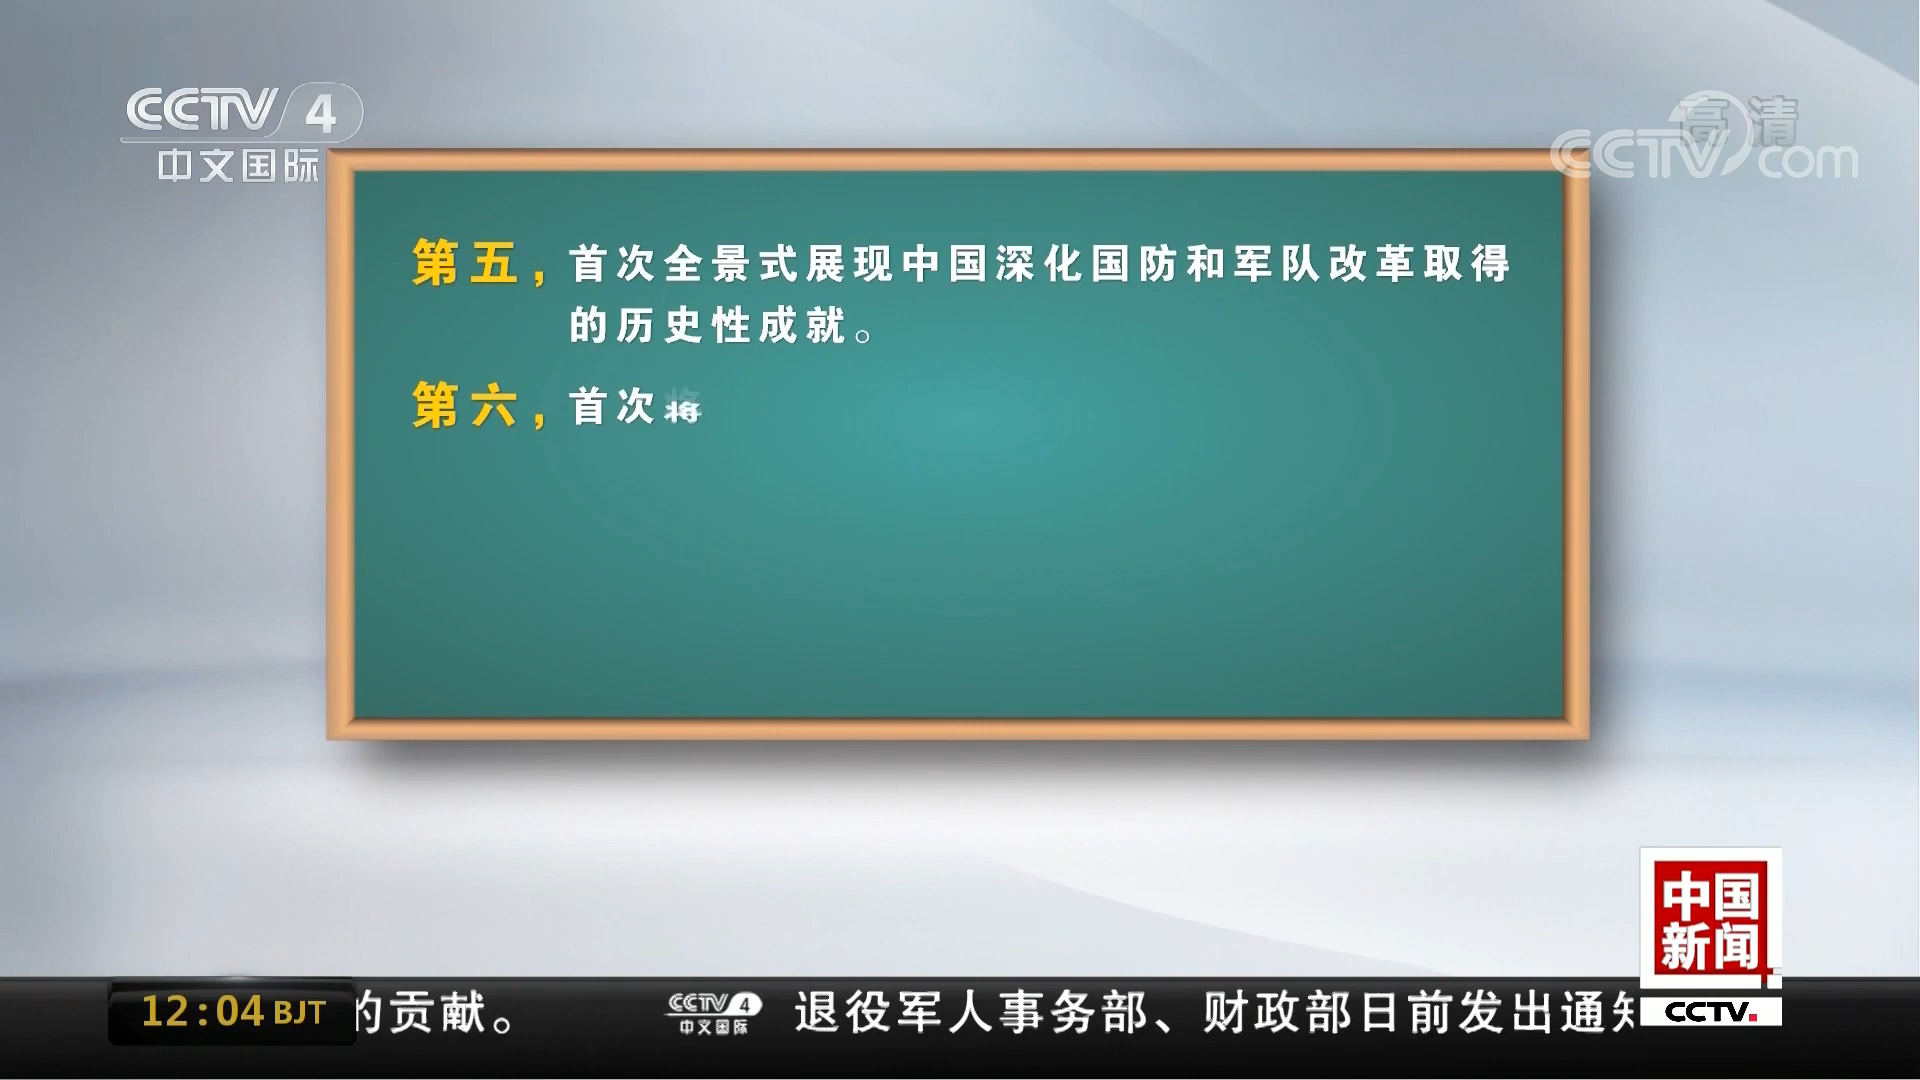 CCTV 4
中文国际
高清
CCTV.com
第五，首次全景式展现中国深化国防和军队改革取得
的历史性成就。
第六，首次将
中国
新闻
CCTV.
12:04 BJT
的贡献。
CCTV 4
中文国际
退役军人事务部、财政部日前发出通知